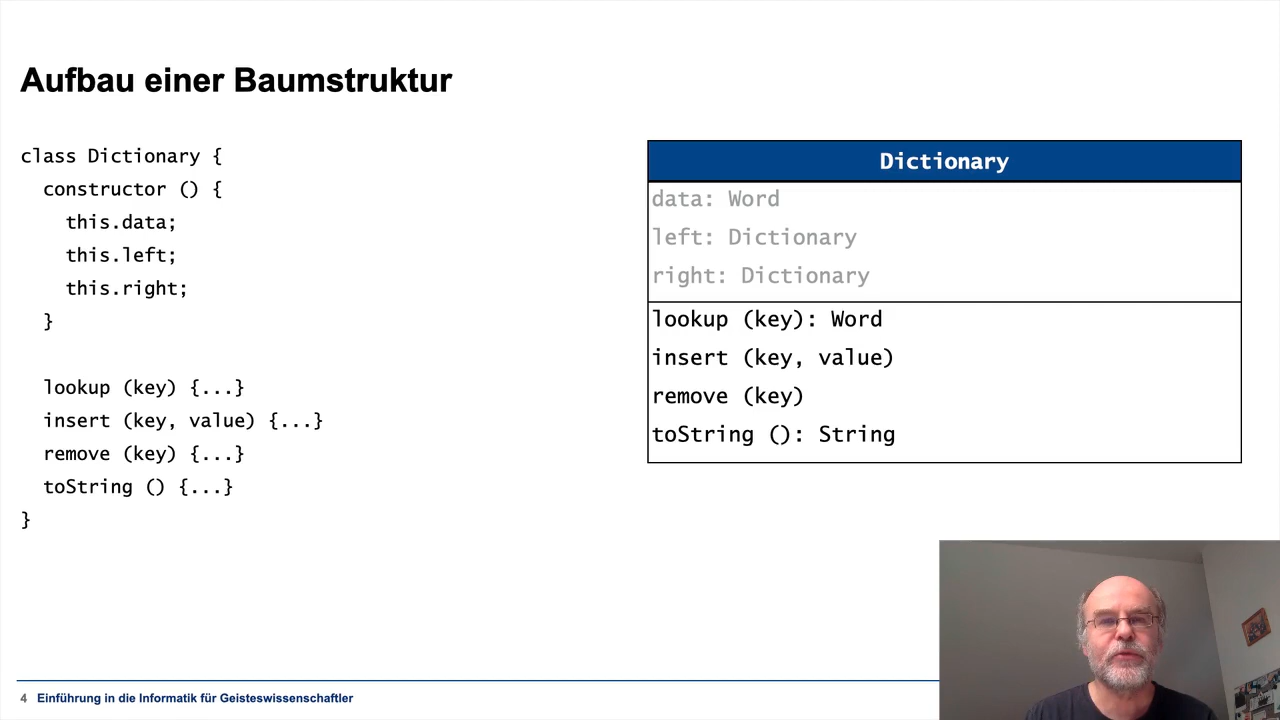 Aufbau einer Baumstruktur
class Dictionary {
constructor () {
this.data;
this.left;
this.right;
}
lookup (key) {...}
insert (key, value) {...}
remove (key) {...}
toString () {...}
}
Dictionary
data: Word
left: Dictionary
right: Dictionary
lookup (key): Word
insert (key, value)
remove (key)
toString (): String
4 Einführung in die Informatik für Geisteswissenschaftler